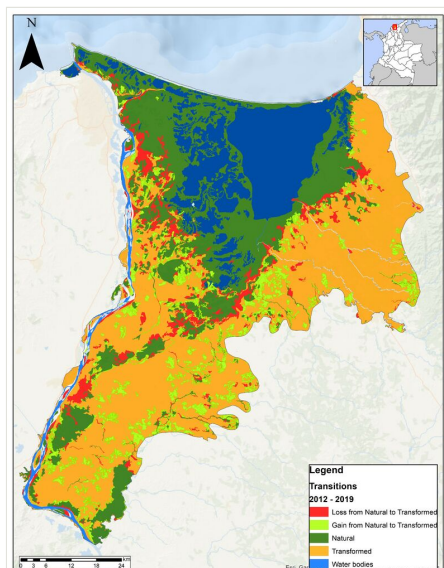 N
Legend
Transitions
2012 - 2019
Loss from Natural to Transformed
Gain from Natural to Transformed
Natural
Transformed
Water bodies
0 3 6 12 18 24